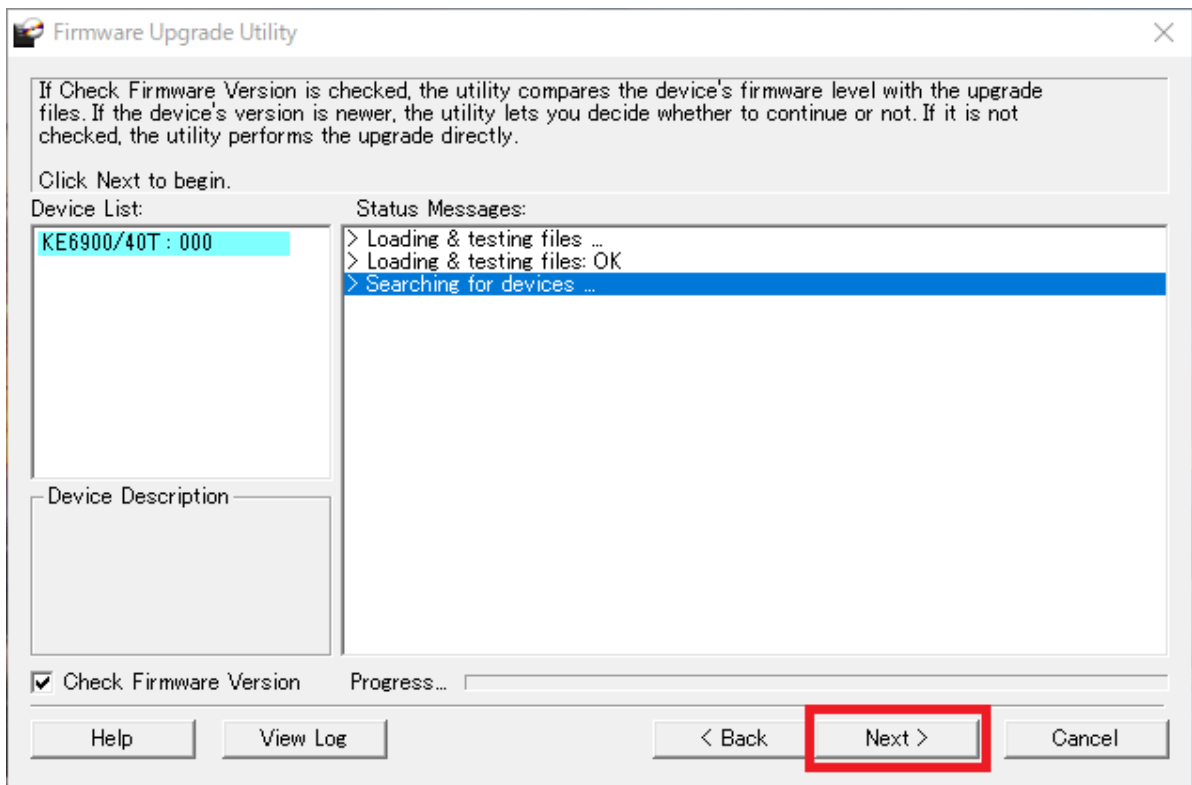 Firmware Upgrade Utility
If Check Firmware Version is checked, the utility compares the device's firmware level with the upgrade
files. If the device's version is newer, the utility lets you decide whether to continue or not. If it is not
checked, the utility performs the upgrade directly.
Click Next to begin.
Device List:
Status Messages:
KE6900/40T : 000
> Loading & testing files ...
> Loading & testing files: OK
> Searching for devices ...
Device Description
Check Firmware Version
Progress...
Help
View Log
< Back
Next >
Cancel